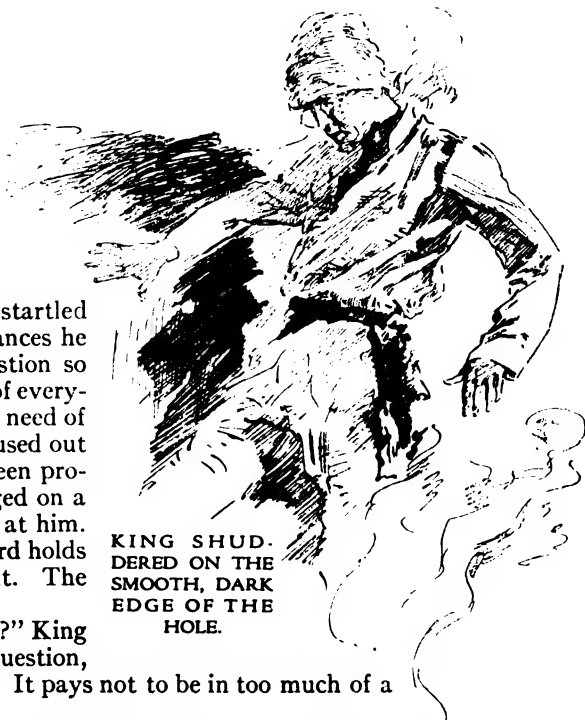 startled
ances he
stion so
of every-
need of
used out
een pro-
ged on a
at him.
rd holds
t. The
?” King
uestion,
It pays not to be in too much of a
KING SHUD-
DERED ON THE
SMOOTH, DARK
EDGE OF THE
HOLE.